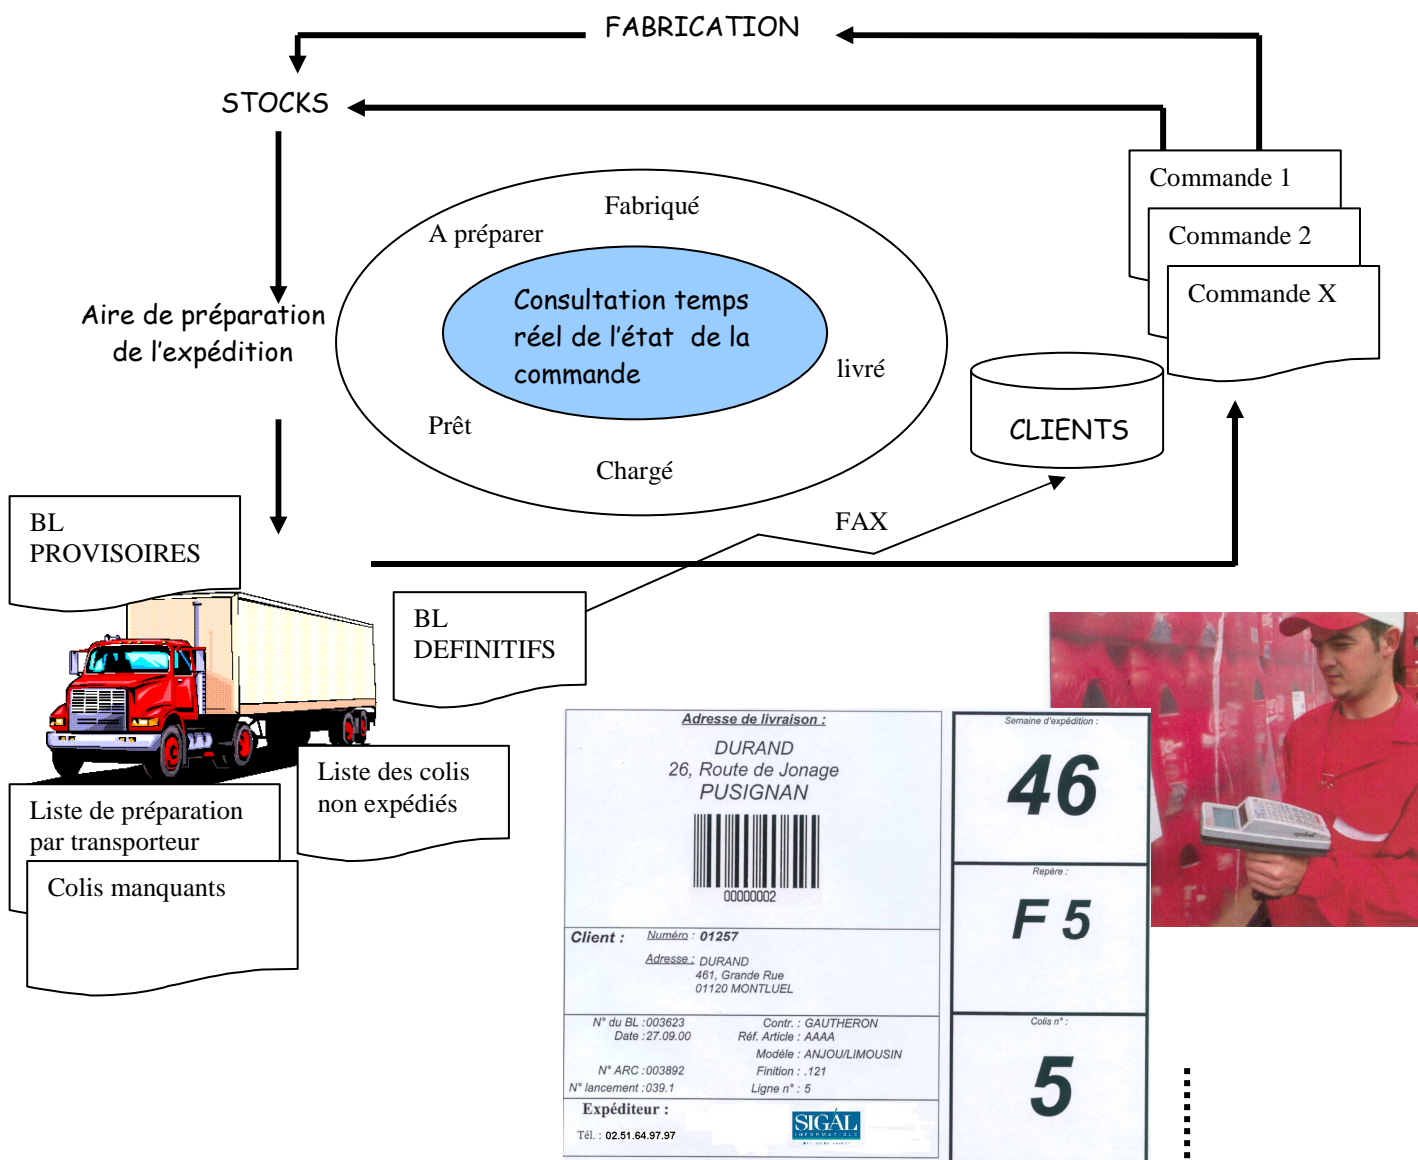 FABRICATION
STOCKS
Commande 1
Commande 2
Commande X
Fabriqué
A préparer
Consultation temps
réel de l'état de la
commande
livré
Prêt
Chargé
Aire de préparation
de l'expédition
CLIENTS
FAX
BL
PROVISOIRES
BL
DEFINITIFS
Liste des colis
non expédiés
Liste de préparation
par transporteur
Colis manquants
Adresse de livraison :
DURAND
26, Route de Jonage
PUSIGNAN
00000002
Client : Numéro : 01257
Adresse : DURAND
461, Grande Rue
01120 MONTLUEL
N° du BL :003623 Contr. : GAUTHERON
Date :27.09.00 Réf. Article : AAAA
Modèle : ANJOU/LIMOUSIN
N° ARC :003892 Finition : .121
N° lancement :039.1 Ligne n° : 5
Expéditeur :
Tél. : 02.51.64.97.97
SIGAL
INFORMATIQUE
Semaine d'expédition :
46
Repère :
F 5
Colis n° :
5